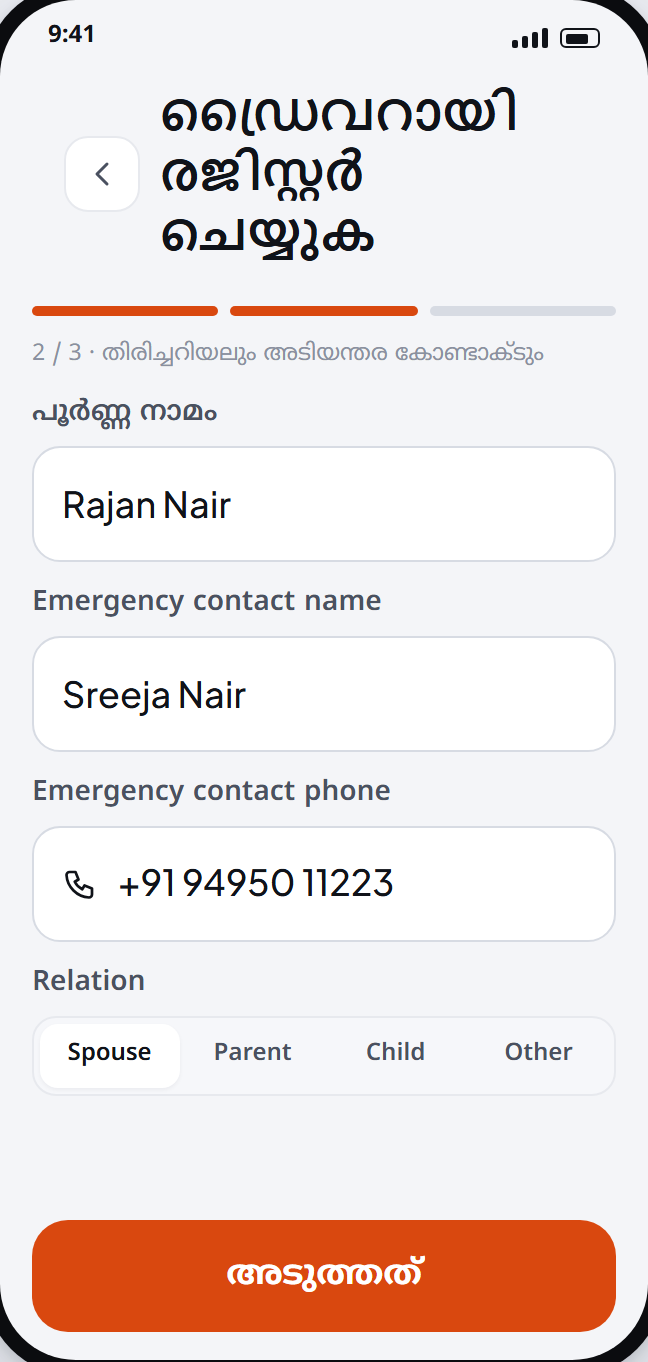 9:41
ഡ്രൈവറായി
രജിസ്റ്റർ
ചെയ്യുക
2 / 3 · തിരിച്ചറിയലും അടിയന്തര കോണ്ടാക്ടും
പൂർണ്ണ നാമം
Rajan Nair
Emergency contact name
Sreeja Nair
Emergency contact phone
+91 94950 11223
Relation
Spouse Parent Child Other
അടുത്തത്